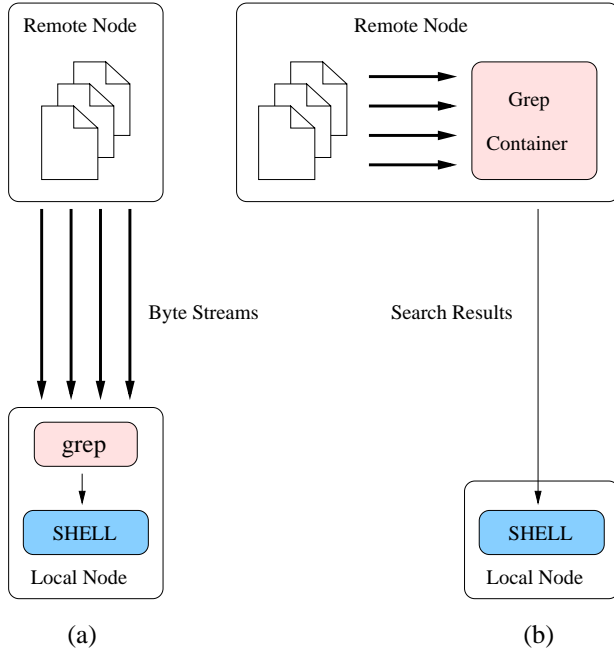 Remote Node
Byte Streams
grep
SHELL
Local Node
(a)
Remote Node
Grep
Container
Search Results
SHELL
Local Node
(b)